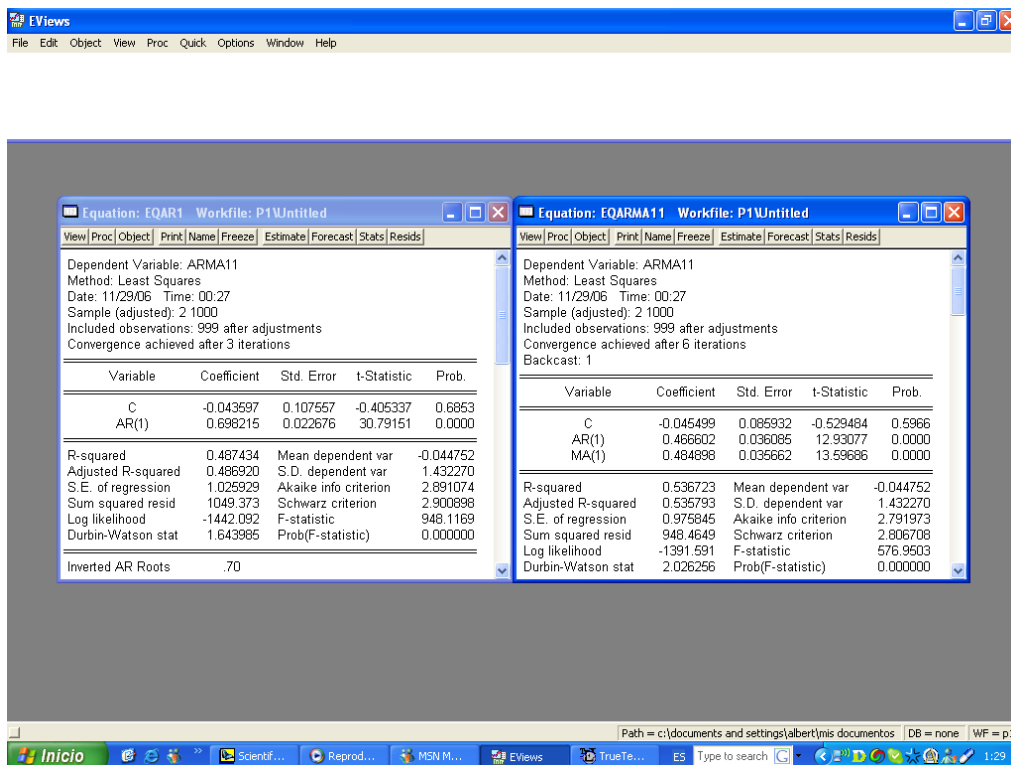 EViews
File Edit Object View Proc Quick Options Window Help
Equation: EQAR1 Workfile: P1\Untitled
View Proc Object Print Name Freeze Estimate Forecast Stats Resids
Dependent Variable: ARMA11
Method: Least Squares
Date: 11/29/06 Time: 00:27
Sample (adjusted): 2 1000
Included observations: 999 after adjustments
Convergence achieved after 3 iterations
Variable Coefficient Std. Error t-Statistic Prob.
C -0.043597 0.107557 -0.405337 0.6853
AR(1) 0.698215 0.022676 30.79151 0.0000
R-squared 0.487434 Mean dependent var -0.044752
Adjusted R-squared 0.486920 S.D. dependent var 1.432270
S.E. of regression 1.025929 Akaike info criterion 2.891074
Sum squared resid 1049.373 Schwarz criterion 2.900898
Log likelihood -1442.092 F-statistic 948.1169
Durbin-Watson stat 1.643985 Prob(F-statistic) 0.000000
Inverted AR Roots .70
Equation: EQARMA11 Workfile: P1\Untitled
View Proc Object Print Name Freeze Estimate Forecast Stats Resids
Dependent Variable: ARMA11
Method: Least Squares
Date: 11/29/06 Time: 00:27
Sample (adjusted): 2 1000
Included observations: 999 after adjustments
Convergence achieved after 6 iterations
Backcast: 1
Variable Coefficient Std. Error t-Statistic Prob.
C -0.045499 0.085932 -0.529484 0.5966
AR(1) 0.466602 0.036085 12.93077 0.0000
MA(1) 0.484898 0.035662 13.59686 0.0000
R-squared 0.536723 Mean dependent var -0.044752
Adjusted R-squared 0.535793 S.D. dependent var 1.432270
S.E. of regression 0.975845 Akaike info criterion 2.791973
Sum squared resid 948.4649 Schwarz criterion 2.806708
Log likelihood -1391.591 F-statistic 576.9503
Durbin-Watson stat 2.026256 Prob(F-statistic) 0.000000
Path = c:\documents and settings\albert\mis documentos DB = none WF = p1
Inicio Scientif... Reprod... MSN M... EViews TrueTe... ES Type to search 1:29